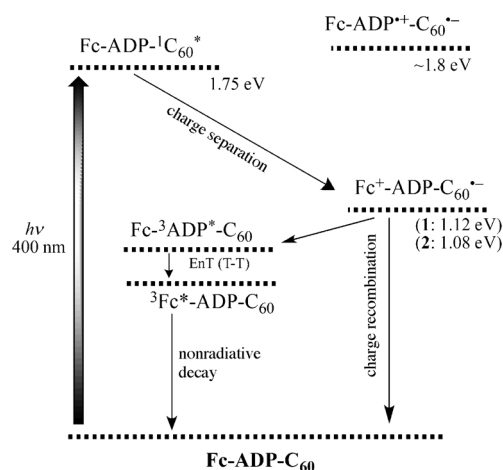 Fc-ADP-¹C₆₀*
1.75 eV
Fc-ADP•⁺-C₆₀•⁻
~1.8 eV
charge separation
Fc⁺-ADP-C₆₀•⁻
(1: 1.12 eV)
(2: 1.08 eV)
hν
400 nm
Fc-³ADP*-C₆₀
EnT (T-T)
³Fc*-ADP-C₆₀
nonradiative
decay
charge recombination
Fc-ADP-C₆₀